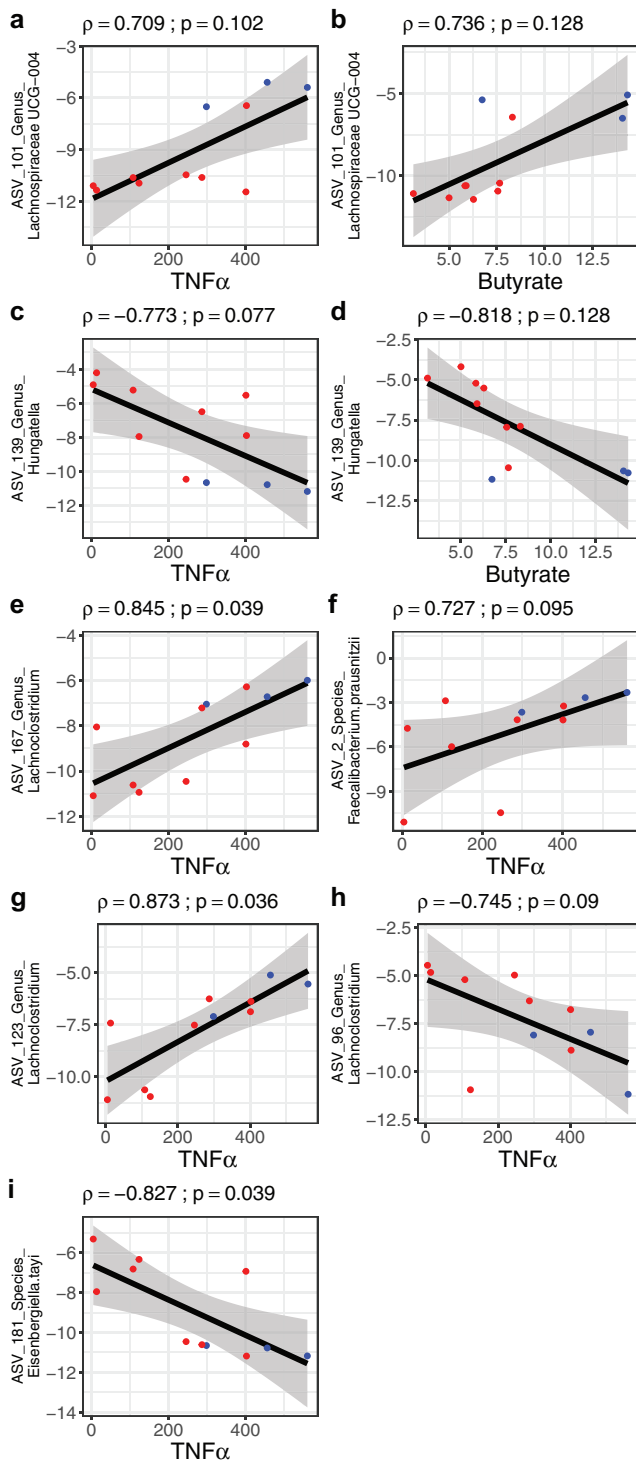 a
ρ = 0.709 ; p = 0.102
ASV_101_Genus_
Lachnospiraceae UCG−004
−3
−6
−9
−12
0 200 400
TNFα
b
ρ = 0.736 ; p = 0.128
ASV_101_Genus_
Lachnospiraceae UCG−004
−5
−10
5.0 7.5 10.0 12.5
Butyrate
c
ρ = −0.773 ; p = 0.077
ASV_139_Genus_
Hungatella
−4
−6
−8
−10
−12
0 200 400
TNFα
d
ρ = −0.818 ; p = 0.128
ASV_139_Genus_
Hungatella
−2.5
−5.0
−7.5
−10.0
−12.5
5.0 7.5 10.0 12.5
Butyrate
e
ρ = 0.845 ; p = 0.039
ASV_167_Genus_
Lachnoclostridium
−4
−6
−8
−10
−12
0 200 400
TNFα
f
ρ = 0.727 ; p = 0.095
ASV_2_Species_
Faecalibacterium.prausnitzii
0
−3
−6
−9
0 200 400
TNFα
g
ρ = 0.873 ; p = 0.036
ASV_123_Genus_
Lachnoclostridium
−5.0
−7.5
−10.0
0 200 400
TNFα
h
ρ = −0.745 ; p = 0.09
ASV_96_Genus_
Lachnoclostridium
−2.5
−5.0
−7.5
−10.0
−12.5
0 200 400
TNFα
i
ρ = −0.827 ; p = 0.039
ASV_181_Species_
Eisenbergiella.tayi
−6
−8
−10
−12
−14
0 200 400
TNFα